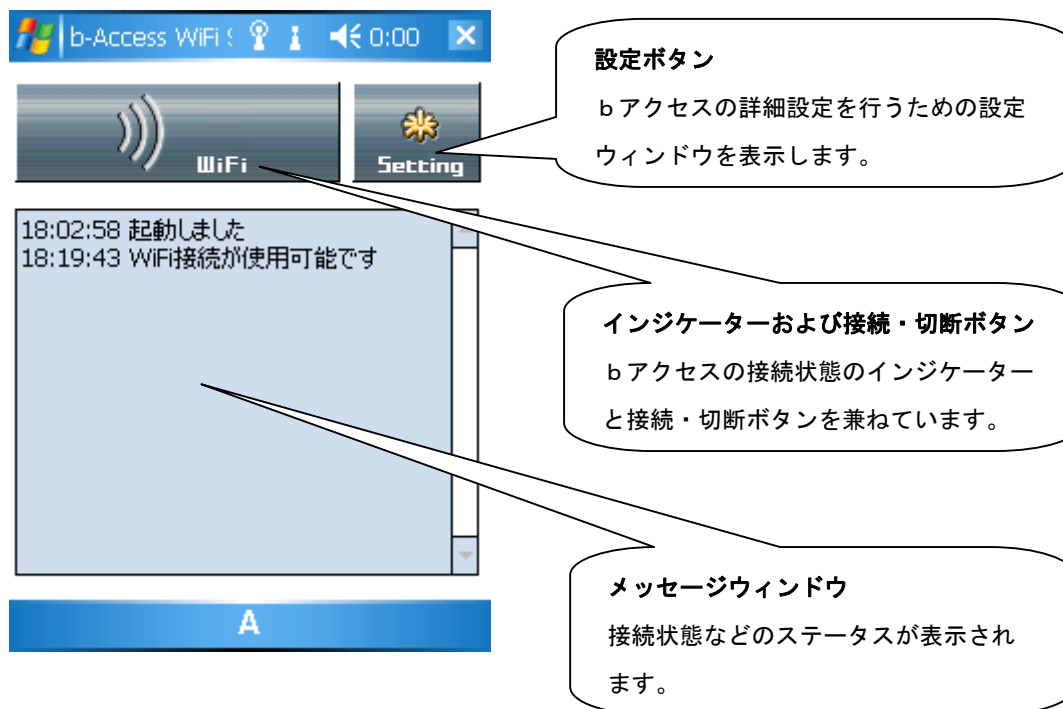 b-Access WiFi S 0:00
WiFi
Setting
18:02:58 起動しました
18:19:43 WiFi接続が使用可能です
A
設定ボタン
ｂアクセスの詳細設定を行うための設定
ウィンドウを表示します。
インジケーターおよび接続・切断ボタン
ｂアクセスの接続状態のインジケーター
と接続・切断ボタンを兼ねています。
メッセージウィンドウ
接続状態などのステータスが表示され
ます。